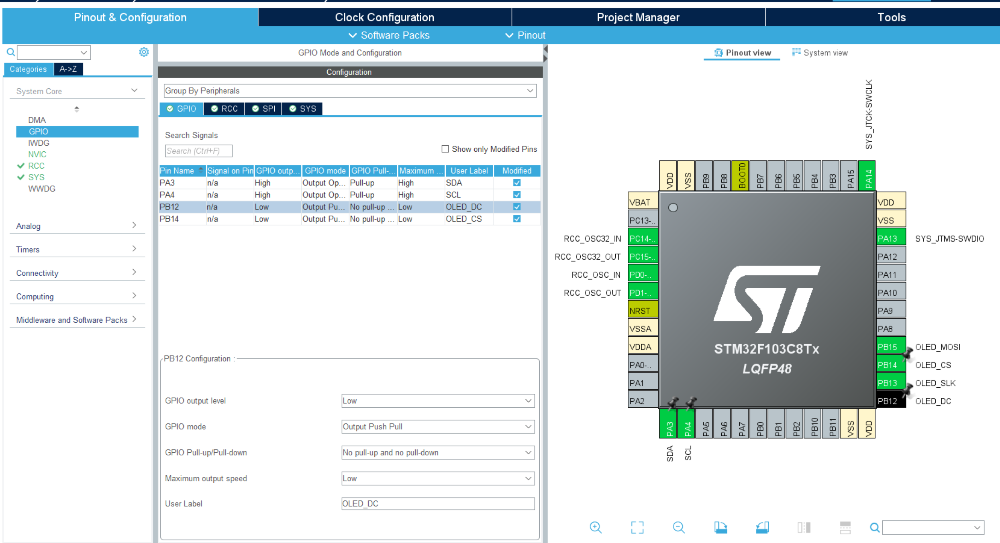 Pinout & Configuration
Clock Configuration
Project Manager
Tools
Software Packs
Pinout
Categories
A->Z
System Core
DMA
GPIO
IWDG
NVIC
RCC
SYS
WWDG
Analog
Timers
Connectivity
Computing
Middleware and Software Packs
GPIO Mode and Configuration
Configuration
Group By Peripherals
GPIO RCC SPI SYS
Search Signals
Search (Ctrl+F)
Show only Modified Pins
Pin Name Signal on Pin GPIO outp... GPIO mode GPIO Pull-... Maximum ... User Label Modified
PA3 n/a High Output Op... Pull-up High SDA
PA4 n/a High Output Op... Pull-up High SCL
PB12 n/a Low Output Pu... No pull-up ... Low OLED_DC
PB14 n/a Low Output Pu... No pull-up ... Low OLED_CS
PB12 Configuration :
GPIO output level Low
GPIO mode Output Push Pull
GPIO Pull-up/Pull-down No pull-up and no pull-down
Maximum output speed Low
User Label OLED_DC
Pinout view
System view
SYS_JTCK-SWCLK
VDD VSS PB9 PB8 BOOT0 PB7 PB6 PB5 PB4 PB3 PA15 PA14
VBAT
PC13-..
RCC_OSC32_IN PC14-..
RCC_OSC32_OUT PC15-..
RCC_OSC_IN PD0-..
RCC_OSC_OUT PD1-..
NRST
VSSA
VDDA
PA0-..
PA1
PA2
ST
STM32F103C8Tx
LQFP48
VDD
VSS
PA13 SYS_JTMS-SWDIO
PA12
PA11
PA10
PA9
PA8
PB15 OLED_MOSI
PB14 OLED_CS
PB13 OLED_SLK
PB12 OLED_DC
PA3 PA4 PA5 PA6 PA7 PB0 PB1 PB2 PB10 PB11 VSS VDD
SDA SCL